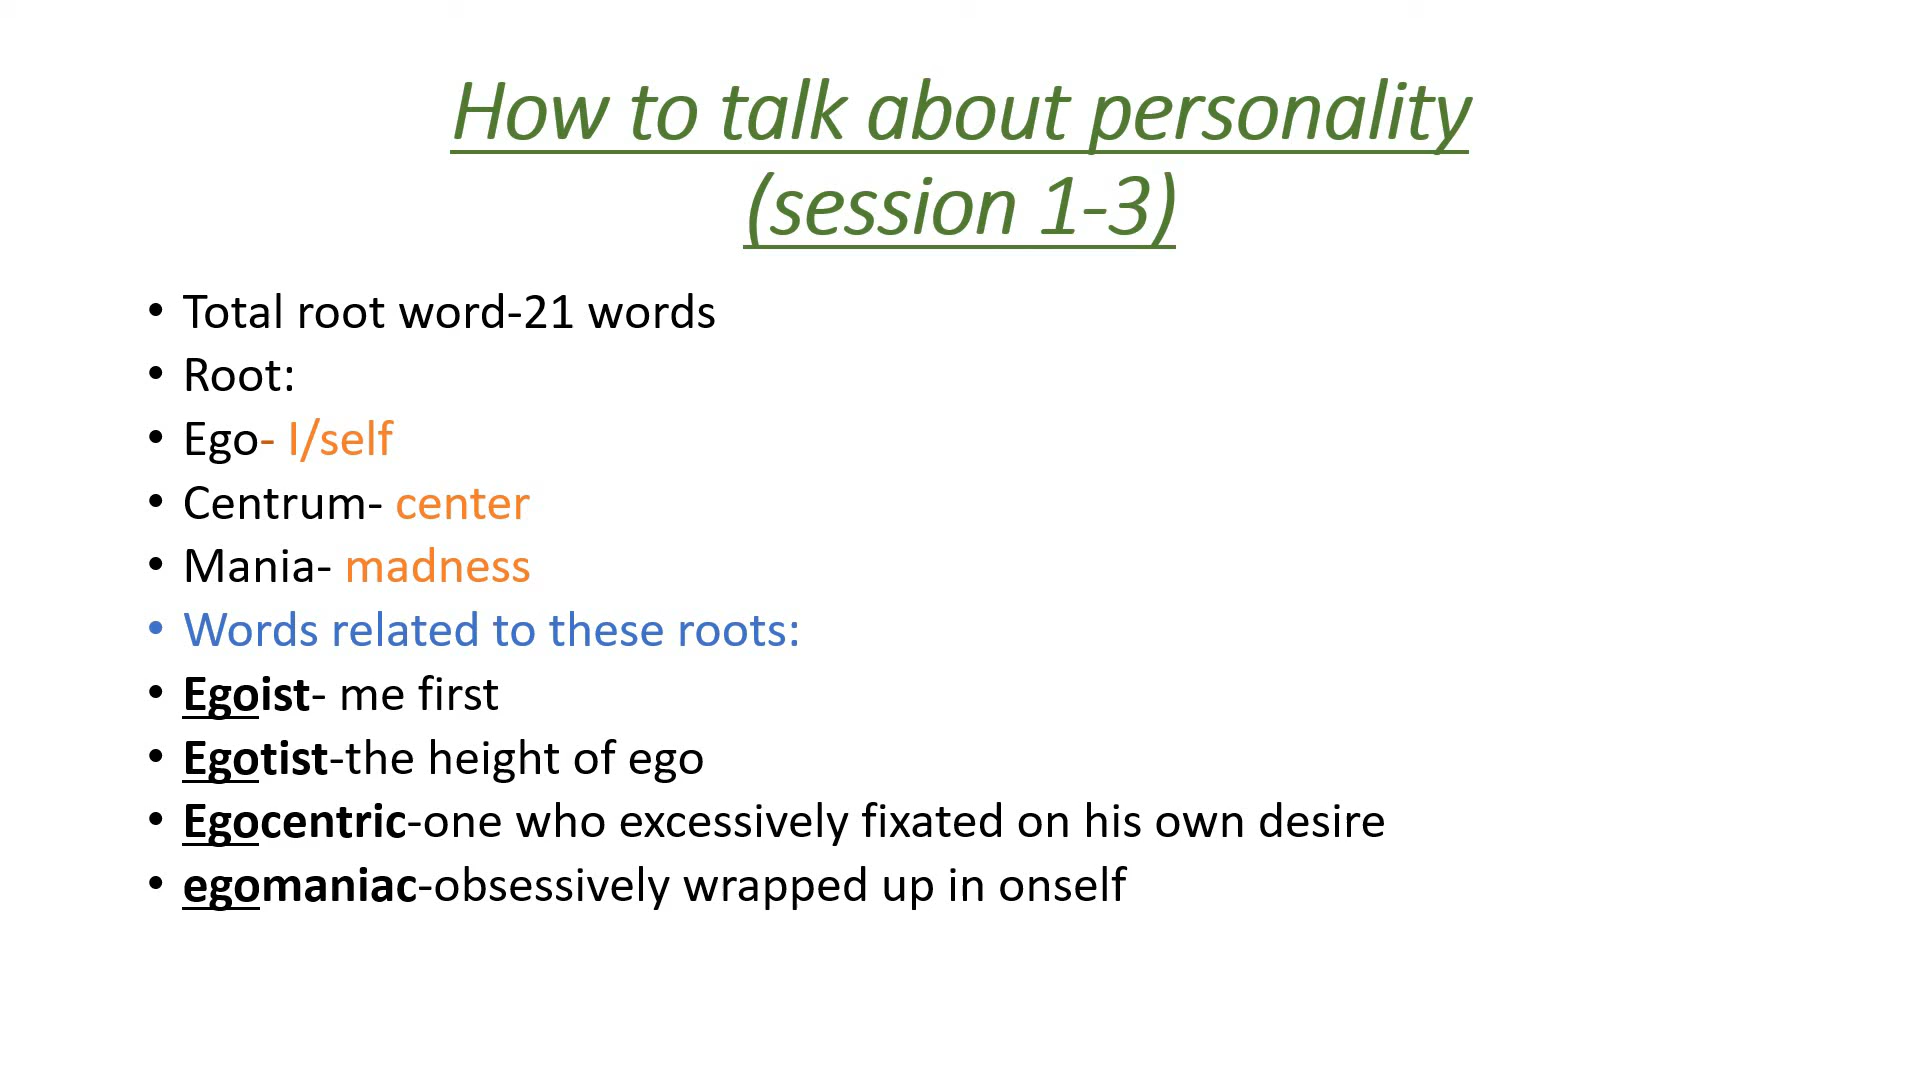 How to talk about personality
(session 1-3)
• Total root word-21 words
• Root:
• Ego- I/self
• Centrum- center
• Mania- madness
• Words related to these roots:
• Egoist- me first
• Egotist-the height of ego
• Egocentric-one who excessively fixated on his own desire
• egomaniac-obsessively wrapped up in onself